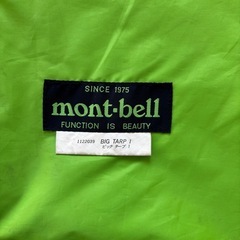 SINCE 1975
mont-bell
FUNCTION IS BEAUTY
1122039 BIG TARP 1
ビッグ タープ 1